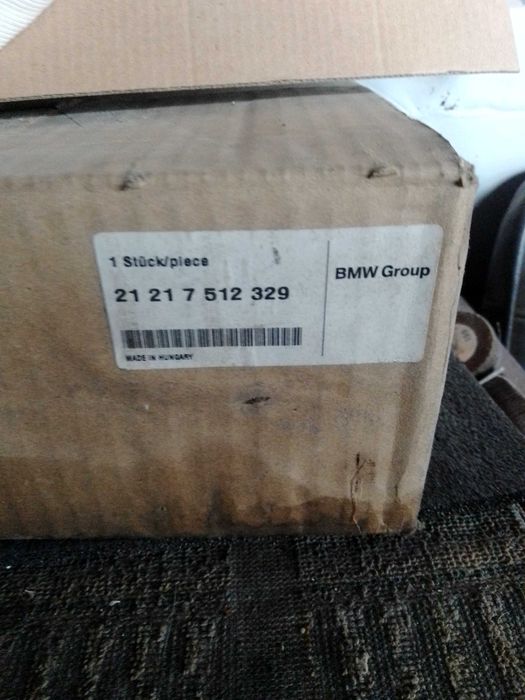 1 Stück/piece
21 21 7 512 329
MADE IN HUNGARY
BMW Group